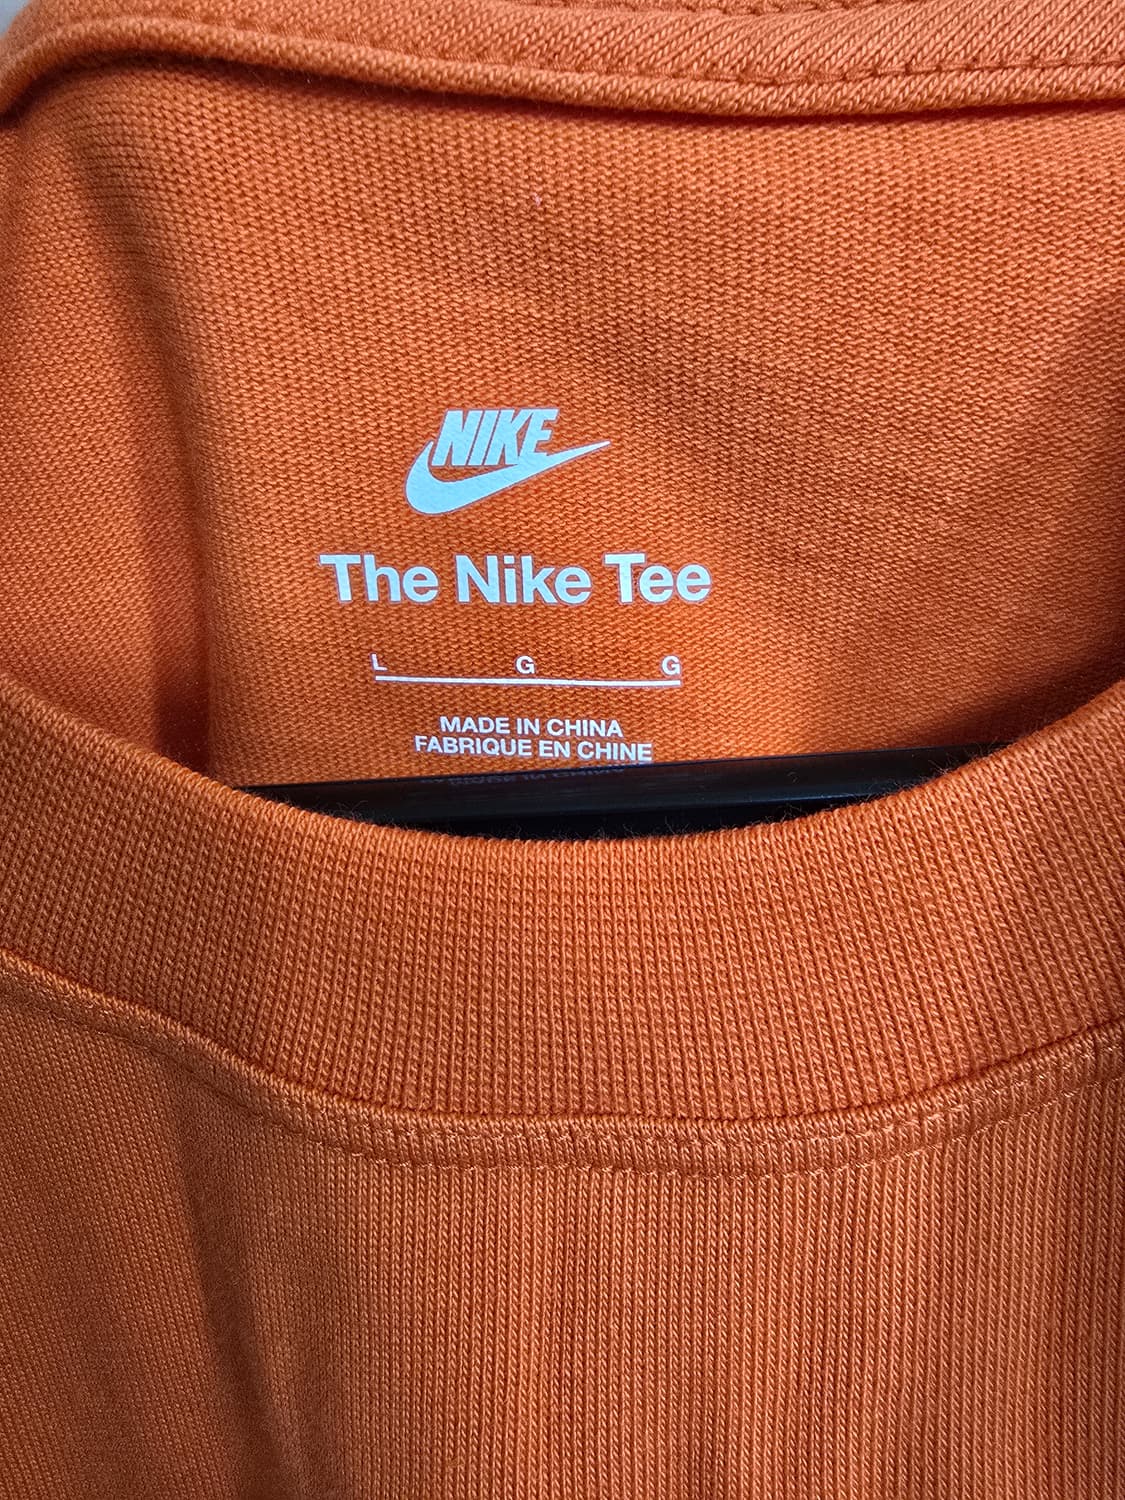 NIKE
The Nike Tee
L G G
MADE IN CHINA
FABRIQUE EN CHINE